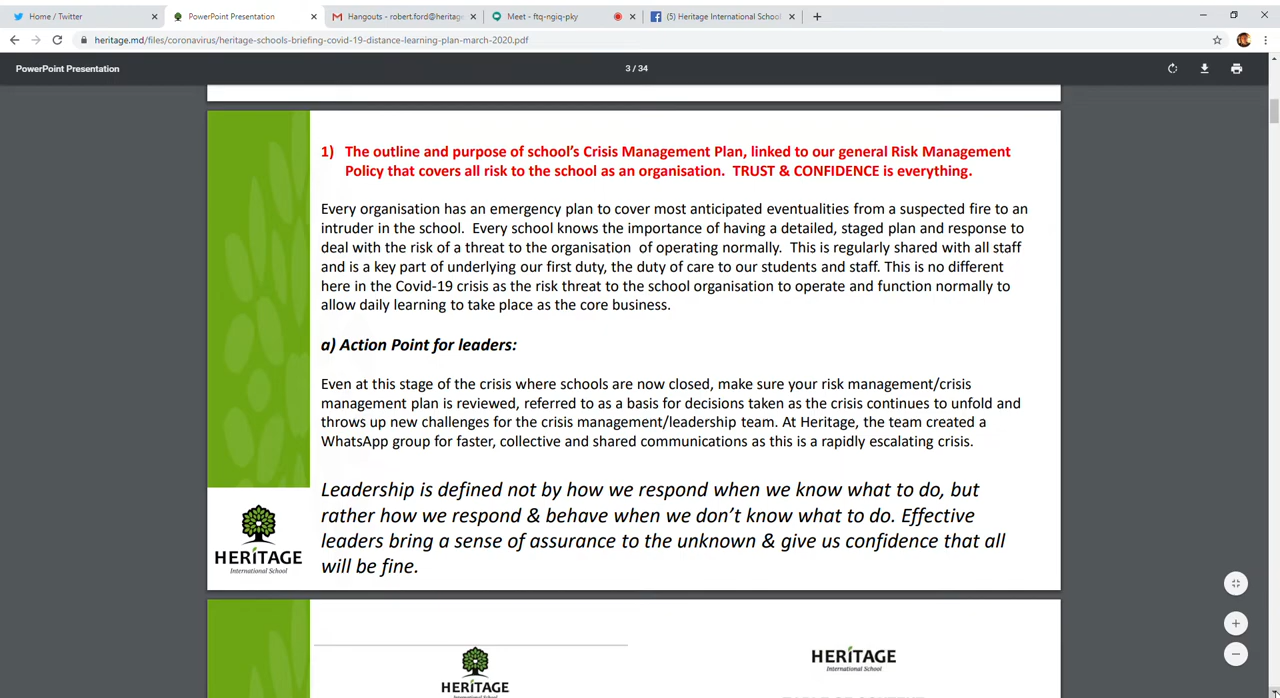 Home / Twitter
PowerPoint Presentation
Hangouts - robert.ford@heritage
Meet - ftq-ngiq-pky
(5) Heritage International School
heritage.md/files/coronavirus/heritage-schools-briefing-covid-19-distance-learning-plan-march-2020.pdf
PowerPoint Presentation
3 / 34
1) The outline and purpose of school's Crisis Management Plan, linked to our general Risk Management
Policy that covers all risk to the school as an organisation. TRUST & CONFIDENCE is everything.
Every organisation has an emergency plan to cover most anticipated eventualities from a suspected fire to an
intruder in the school. Every school knows the importance of having a detailed, staged plan and response to
deal with the risk of a threat to the organisation of operating normally. This is regularly shared with all staff
and is a key part of underlying our first duty, the duty of care to our students and staff. This is no different
here in the Covid-19 crisis as the risk threat to the school organisation to operate and function normally to
allow daily learning to take place as the core business.
a) Action Point for leaders:
Even at this stage of the crisis where schools are now closed, make sure your risk management/crisis
management plan is reviewed, referred to as a basis for decisions taken as the crisis continues to unfold and
throws up new challenges for the crisis management/leadership team. At Heritage, the team created a
WhatsApp group for faster, collective and shared communications as this is a rapidly escalating crisis.
Leadership is defined not by how we respond when we know what to do, but
rather how we respond & behave when we don't know what to do. Effective
leaders bring a sense of assurance to the unknown & give us confidence that all
will be fine.
HERITAGE
International School
HERITAGE
International School
HERITAGE
International School